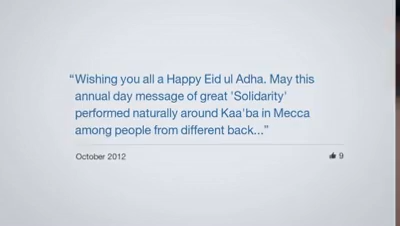 “Wishing you all a Happy Eid ul Adha. May this
annual day message of great 'Solidarity'
performed naturally around Kaa'ba in Mecca
among people from different back...”
October 2012
9